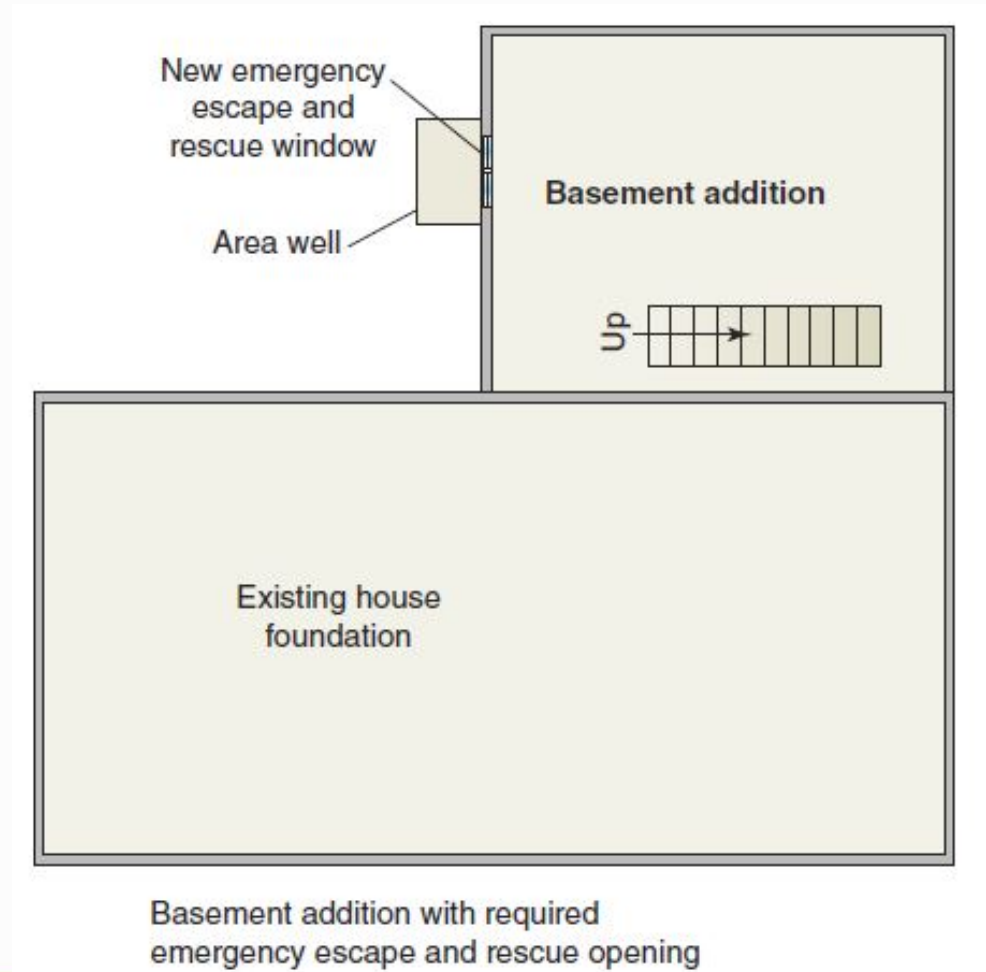 New emergency
escape and
rescue window
Basement addition
Area well
Up
Existing house
foundation
Basement addition with required
emergency escape and rescue opening